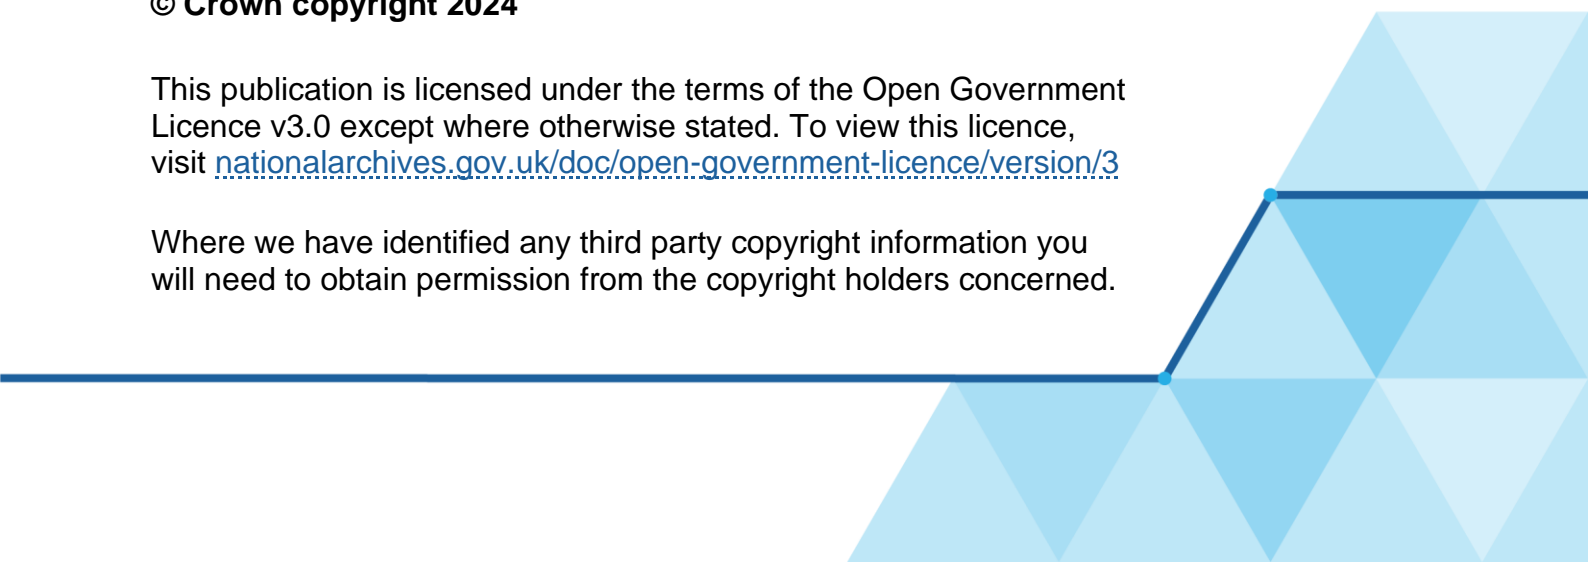 © Crown copyright 2024
This publication is licensed under the terms of the Open Government
Licence v3.0 except where otherwise stated. To view this licence,
visit nationalarchives.gov.uk/doc/open-government-licence/version/3
Where we have identified any third party copyright information you
will need to obtain permission from the copyright holders concerned.